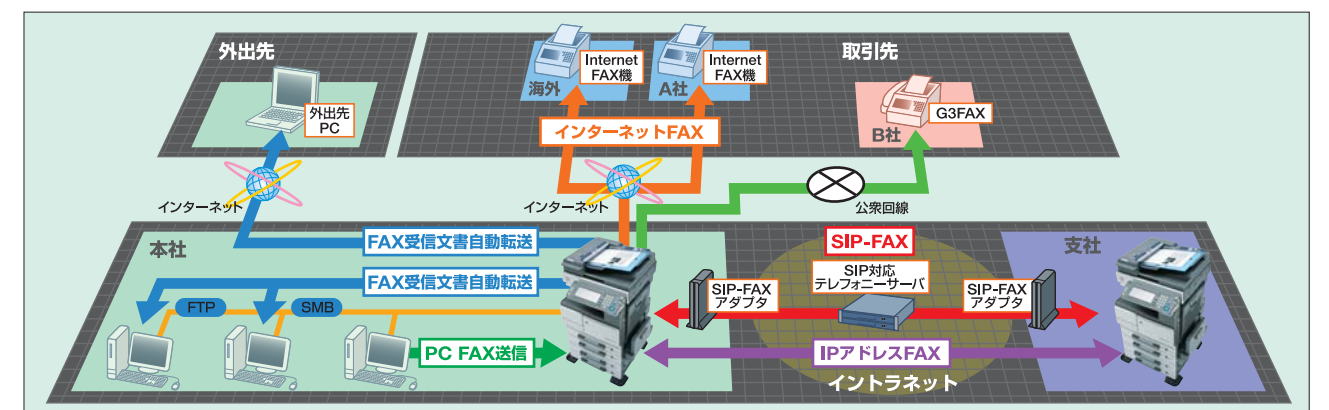 外出先
外出先
PC
取引先
Internet
FAX機
海外
Internet
FAX機
A社
インターネットFAX
G3FAX
B社
インターネット
インターネット
公衆回線
本社
FAX受信文書自動転送
FAX受信文書自動転送
FTP
SMB
PC FAX送信
SIP-FAX
SIP対応
テレフォニーサーバ
SIP-FAX
アダプタ
SIP-FAX
アダプタ
IPアドレスFAX
イントラネット
支社